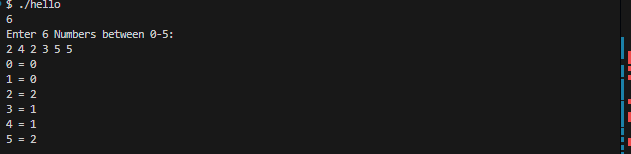 $ ./hello
6
Enter 6 Numbers between 0-5:
2 4 2 3 5 5
0 = 0
1 = 0
2 = 2
3 = 1
4 = 1
5 = 2